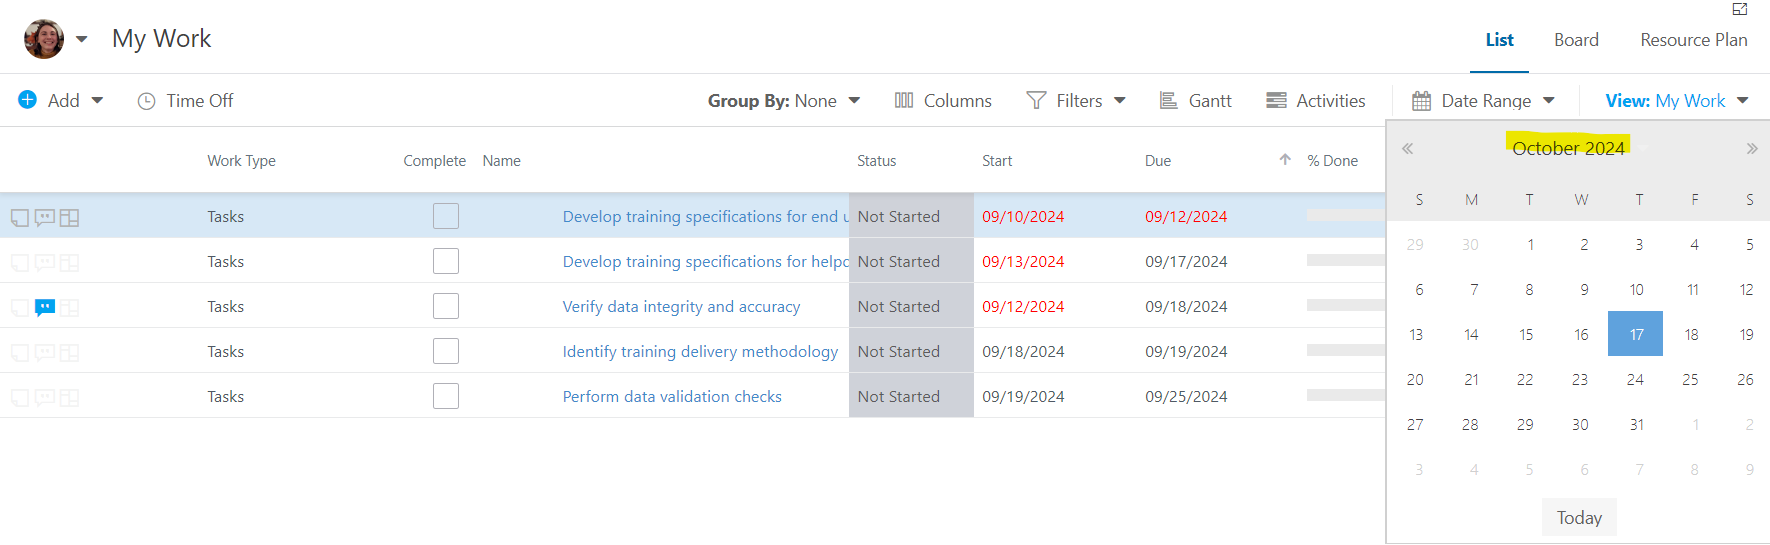 My Work
List Board Resource Plan
Add Time Off Group By: None Columns Filters Gantt Activities Date Range View: My Work
Work Type Complete Name Status Start Due % Done
Tasks Develop training specifications for end u Not Started 09/10/2024 09/12/2024
Tasks Develop training specifications for helpd Not Started 09/13/2024 09/17/2024
Tasks Verify data integrity and accuracy Not Started 09/12/2024 09/18/2024
Tasks Identify training delivery methodology Not Started 09/18/2024 09/19/2024
Tasks Perform data validation checks Not Started 09/19/2024 09/25/2024
October 2024
S M T W T F S
29 30 1 2 3 4 5
6 7 8 9 10 11 12
13 14 15 16 17 18 19
20 21 22 23 24 25 26
27 28 29 30 31 1 2
3 4 5 6 7 8 9
Today